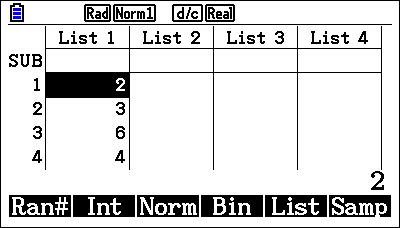 Rad Norm1 d/c Real
List 1 List 2 List 3 List 4
SUB
1 2
2 3
3 6
4 4
2
Ran# Int Norm Bin List Samp